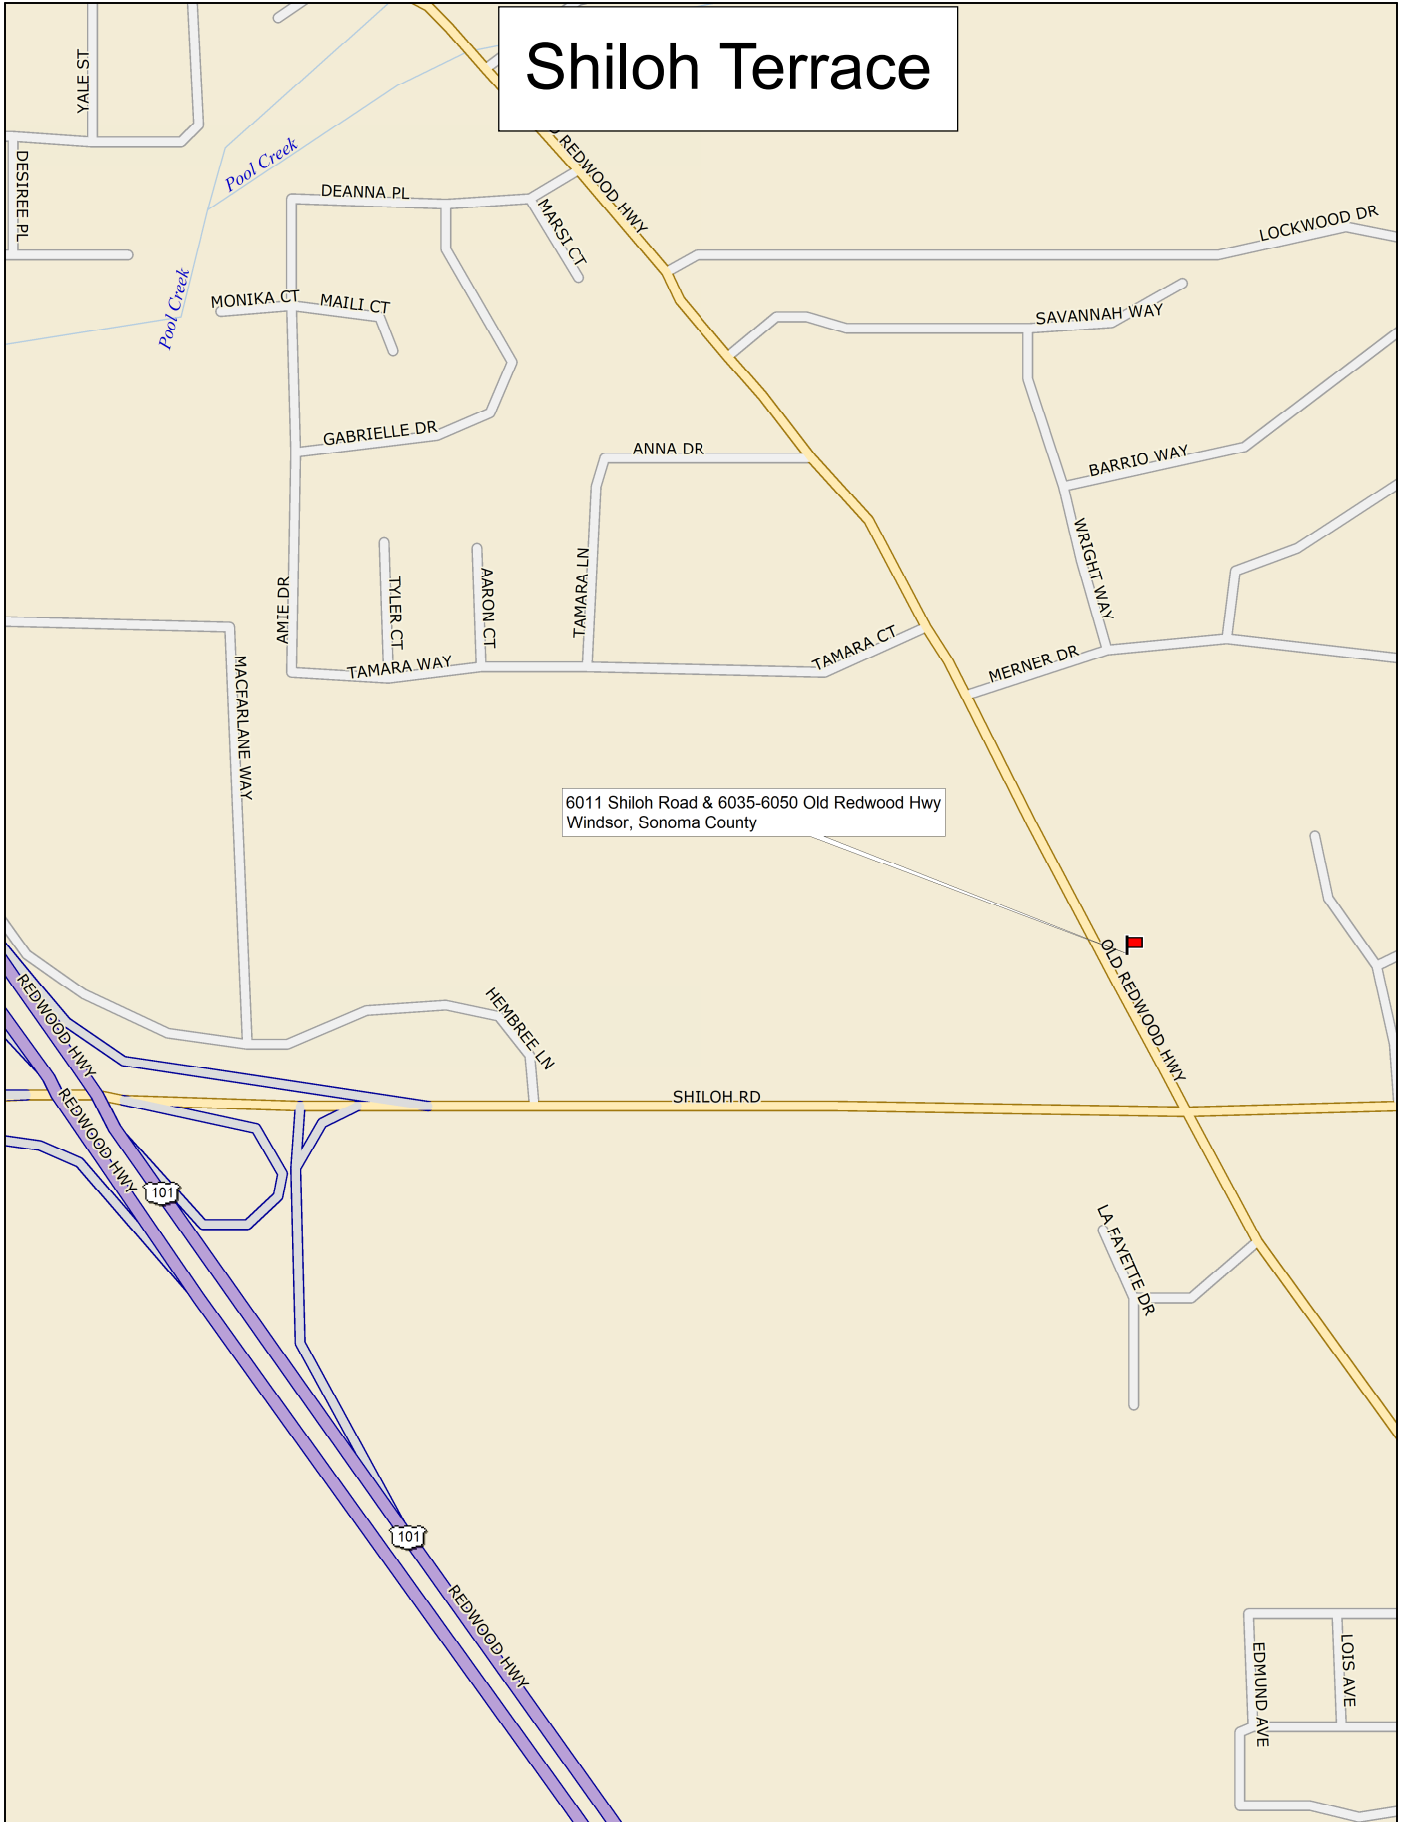 Shiloh Terrace
YALE ST
DESIREE PL
Pool Creek
Pool Creek
DEANNA PL
MARSI CT
REDWOOD HWY
LOCKWOOD DR
MONIKA CT
MAILI CT
SAVANNAH WAY
GABRIELLE DR
ANNA DR
BARRIO WAY
WRIGHT WAY
AMIE DR
TYLER CT
AARON CT
TAMARA LN
TAMARA WAY
TAMARA CT
MERNER DR
MACFARLANE WAY
6011 Shiloh Road & 6035-6050 Old Redwood Hwy
Windsor, Sonoma County
OLD REDWOOD HWY
REDWOOD HWY
HEMBREE LN
SHILOH RD
REDWOOD HWY
101
LA FAYETTE DR
101
REDWOOD HWY
EDMUND AVE
LOIS AVE